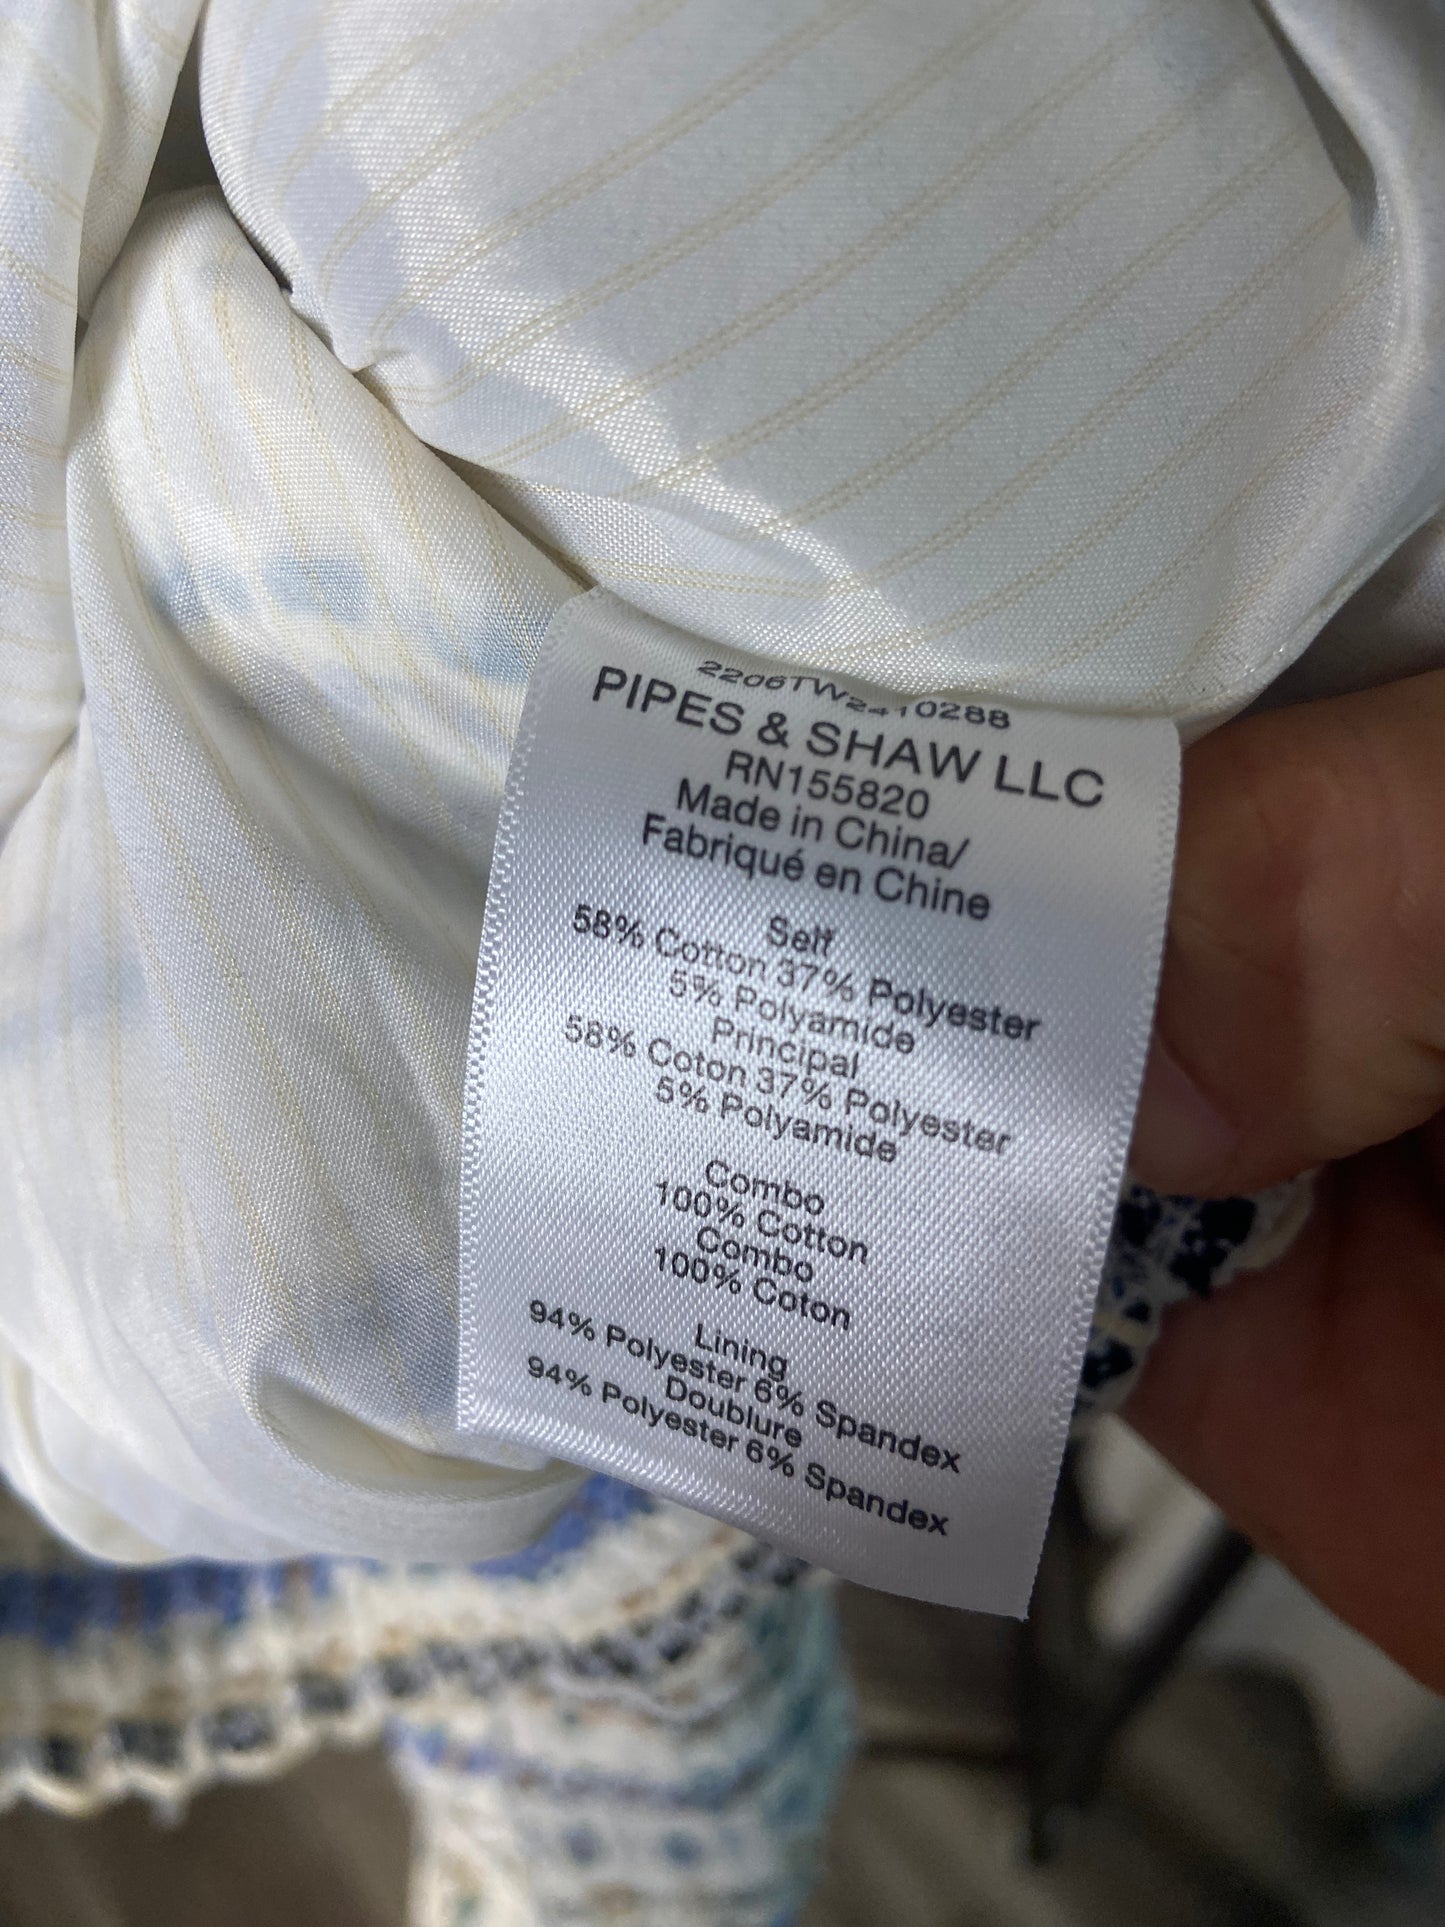 2206TW2410288
PIPES & SHAW LLC
RN155820
Made in China/
Fabriqué en Chine
Self
58% Cotton 37% Polyester
5% Polyamide
Principal
58% Coton 37% Polyester
5% Polyamide
Combo
100% Cotton
Combo
100% Coton
Lining
94% Polyester 6% Spandex
Doublure
94% Polyester 6% Spandex